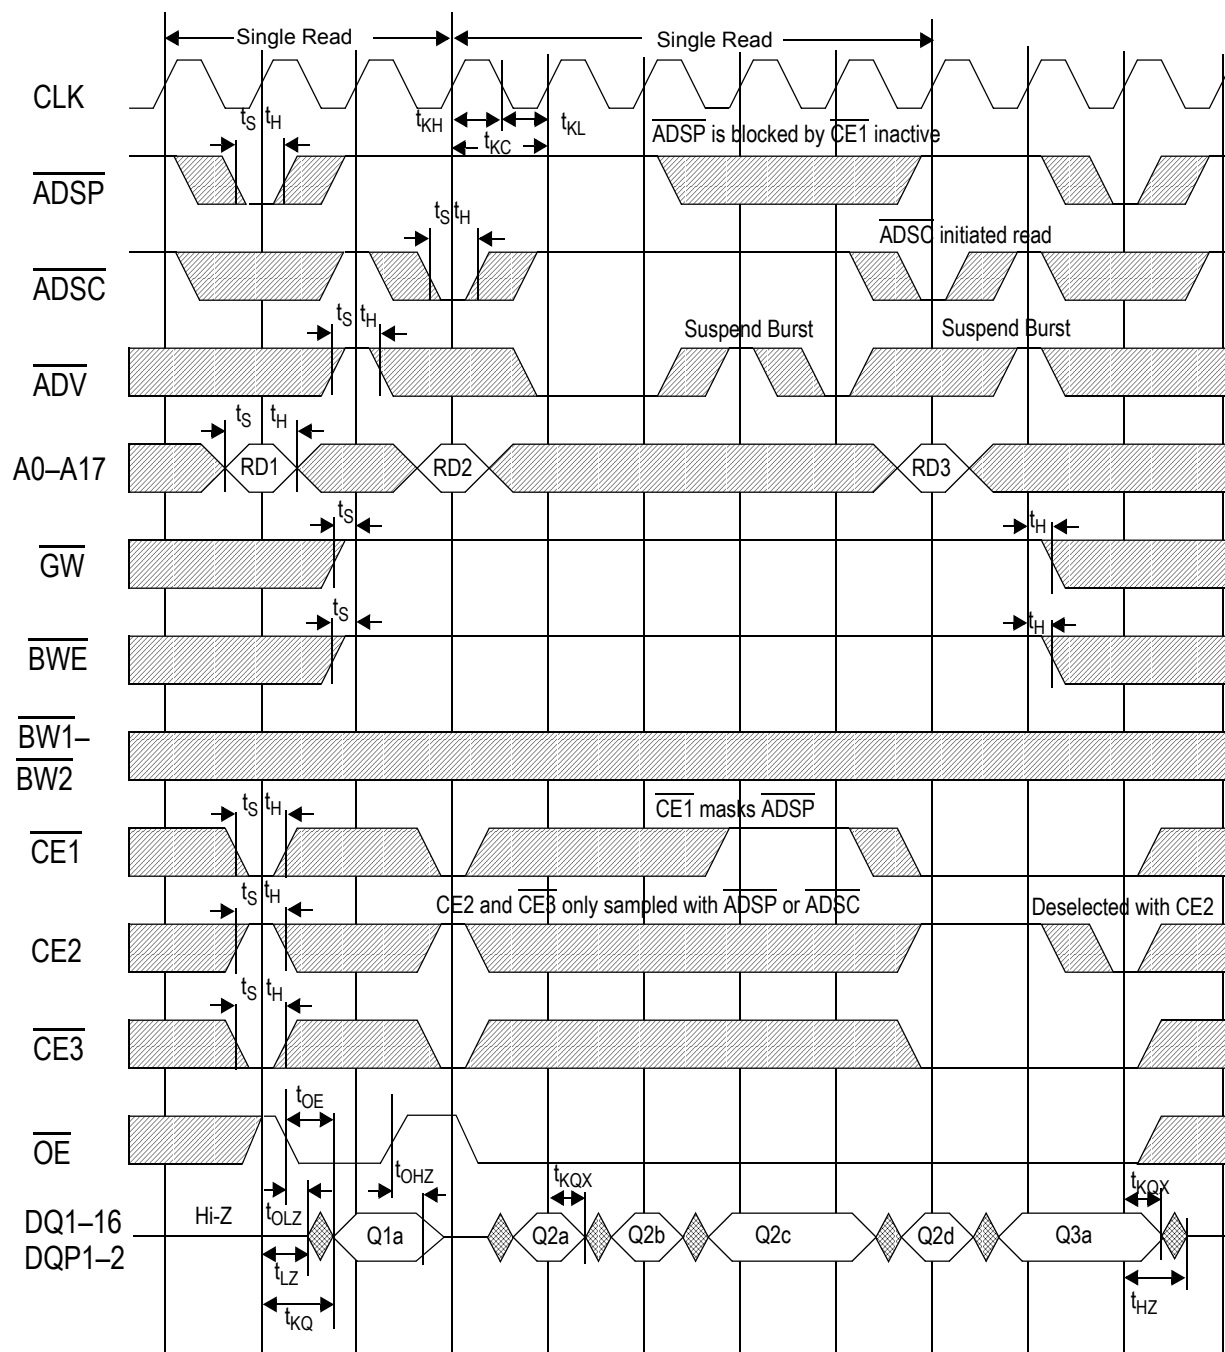 Single Read Single Read
CLK
tS tH tKH tKL
tKC
ADSP is blocked by CE1 inactive
ADSP
tS tH
ADSC initiated read
ADSC
tS tH
Suspend Burst Suspend Burst
ADV
tS tH
A0–A17 RD1 RD2 RD3
tS tH
GW
tS tH
BWE
BW1–
BW2
CE1 masks ADSP
tS tH
CE1
tS tH
CE2 and CE3 only sampled with ADSP or ADSC Deselected with CE2
CE2
tS tH
CE3
tOE
OE
tOHZ tKQX tKQX
DQ1–16 Hi-Z tOLZ Q1a Q2a Q2b Q2c Q2d Q3a
DQP1–2
tLZ
tKQ tHZ